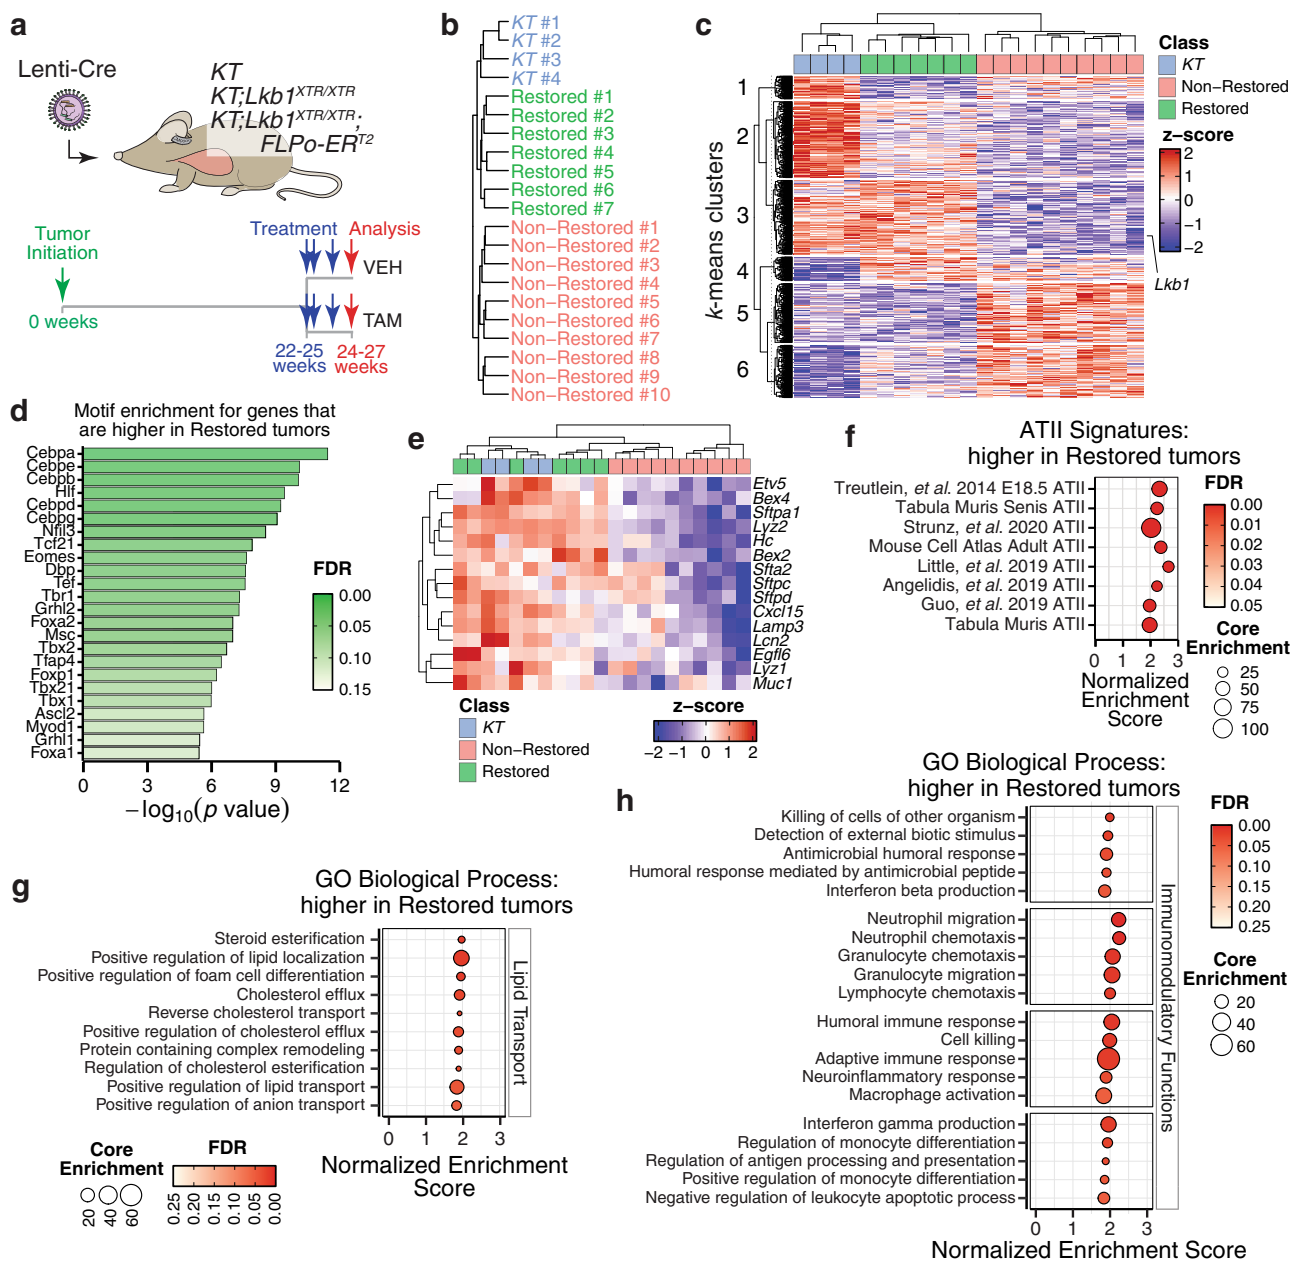 a
Lenti-Cre
KT
KT;Lkb1XTR/XTR
KT;Lkb1XTR/XTR;
FLPo-ERT2
Tumor
Initiation
0 weeks
Treatment
Analysis
VEH
TAM
22-25
weeks
24-27
weeks
b
KT #1
KT #2
KT #3
KT #4
Restored #1
Restored #2
Restored #3
Restored #4
Restored #5
Restored #6
Restored #7
Non−Restored #1
Non−Restored #2
Non−Restored #3
Non−Restored #4
Non−Restored #5
Non−Restored #6
Non−Restored #7
Non−Restored #8
Non−Restored #9
Non−Restored #10
c
k-means clusters
1
2
3
4
5
6
Class
KT
Non−Restored
Restored
z−score
2
1
0
−1
−2
Lkb1
d
Motif enrichment for genes that
are higher in Restored tumors
Cebpa
Cebpe
Cebpb
Hlf
Cebpd
Cebpg
Nfil3
Tcf21
Eomes
Dbp
Tef
Tbr1
Grhl2
Foxa2
Msc
Tbx2
Tfap4
Foxp1
Tbx21
Tbx1
Ascl2
Myod1
Grhl1
Foxa1
0 3 6 9 12
−log10(p value)
FDR
0.00
0.05
0.10
0.15
e
Etv5
Bex4
Sftpa1
Lyz2
Hc
Bex2
Sfta2
Sftpc
Sftpd
Cxcl15
Lamp3
Lcn2
Egfl6
Lyz1
Muc1
Class
KT
Non−Restored
Restored
z−score
−2 −1 0 1 2
f
ATII Signatures:
higher in Restored tumors
Treutlein, et al. 2014 E18.5 ATII
Tabula Muris Senis ATII
Strunz, et al. 2020 ATII
Mouse Cell Atlas Adult ATII
Little, et al. 2019 ATII
Angelidis, et al. 2019 ATII
Guo, et al. 2019 ATII
Tabula Muris ATII
0 1 2 3
Normalized
Enrichment
Score
FDR
0.00
0.01
0.02
0.03
0.04
0.05
Core
Enrichment
25
50
75
100
g
GO Biological Process:
higher in Restored tumors
Steroid esterification
Positive regulation of lipid localization
Positive regulation of foam cell differentiation
Cholesterol efflux
Reverse cholesterol transport
Positive regulation of cholesterol efflux
Protein containing complex remodeling
Regulation of cholesterol esterification
Positive regulation of lipid transport
Positive regulation of anion transport
Lipid Transport
0 1 2 3
Normalized Enrichment
Score
Core
Enrichment
20
40
60
FDR
0.25
0.20
0.15
0.10
0.05
0.00
h
GO Biological Process:
higher in Restored tumors
Killing of cells of other organism
Detection of external biotic stimulus
Antimicrobial humoral response
Humoral response mediated by antimicrobial peptide
Interferon beta production
Neutrophil migration
Neutrophil chemotaxis
Granulocyte chemotaxis
Granulocyte migration
Lymphocyte chemotaxis
Humoral immune response
Cell killing
Adaptive immune response
Neuroinflammatory response
Macrophage activation
Interferon gamma production
Regulation of monocyte differentiation
Regulation of antigen processing and presentation
Positive regulation of monocyte differentiation
Negative regulation of leukocyte apoptotic process
Immunomodulatory Functions
0 1 2 3
Normalized Enrichment Score
FDR
0.00
0.05
0.10
0.15
0.20
0.25
Core
Enrichment
20
40
60